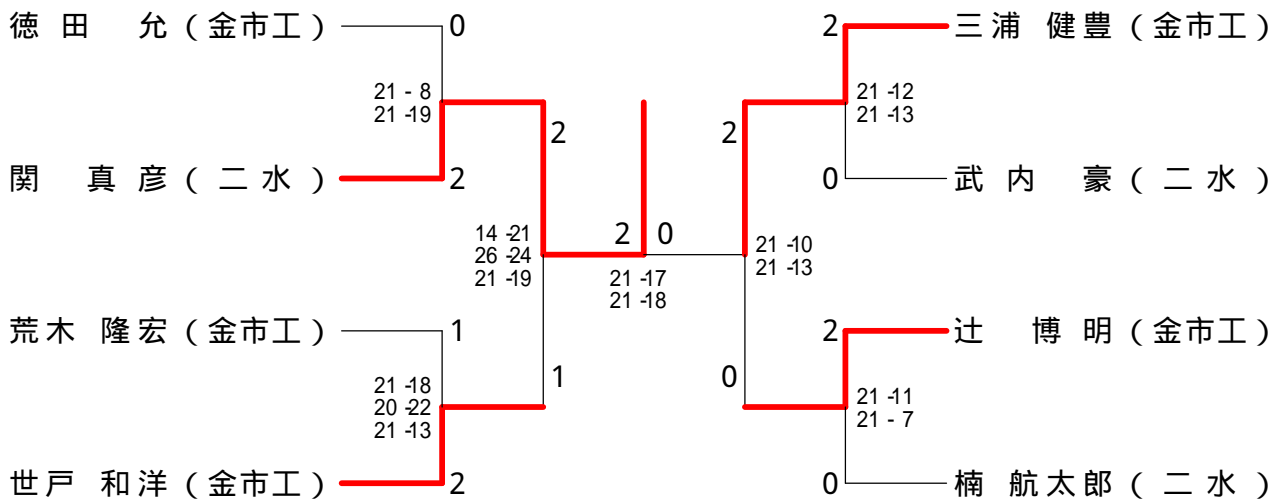 徳田 允(金市工) 0
21 - 8
21 -19
関 真彦(二水) 2
2
14 -21
26 -24
21 -19
荒木 隆宏(金市工) 1
21 -18
20 -22
21 -13
世戸 和洋(金市工) 2
1
2 0
21 -17
21 -18
2 三浦 健豊(金市工)
21 -12
21 -13
0 武内 豪(二水)
2
21 -10
21 -13
0
2 辻 博明(金市工)
21 -11
21 - 7
0 楠 航太郎(二水)